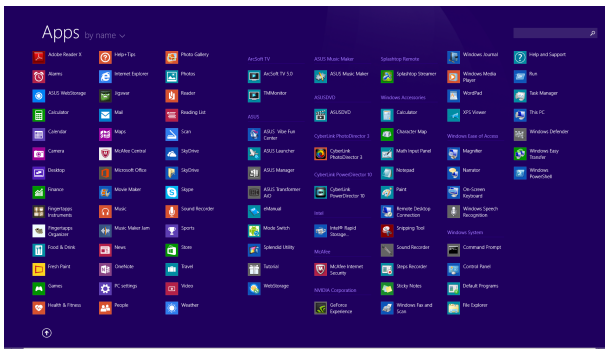 Apps by name
Adobe Reader X
Alarms
ASUS WebStorage
Calculator
Calendar
Camera
Desktop
Finance
Fingertapps
Instruments
Fingertapps
Organizer
Food & Drink
Fresh Paint
Games
Health & Fitness
Help+Tips
Internet Explorer
Jigswar
Mail
Maps
McAfee Central
Microsoft Office
Movie Maker
Music
Music Maker Jam
News
OneNote
PC settings
People
Photo Gallery
Photos
Reader
Reading List
Scan
SkyDrive
SkyDrive
Skype
Sound Recorder
Sports
Store
Travel
Video
Weather
ArcSoft TV
ArcSoft TV 5.0
TMMonitor
ASUS
ASUS Vibe Fun
Center
ASUS Launcher
ASUS Manager
ASUS Transformer
AiO
eManual
Mode Switch
Splendid Utility
Tutorial
WebStorage
ASUS Music Maker
ASUS Music Maker
ASUSDVD
ASUSDVD
CyberLink PhotoDirector 3
CyberLink
PhotoDirector 3
CyberLink PowerDirector 10
CyberLink
PowerDirector 10
Intel
Intel® Rapid
Storage...
McAfee
McAfee Internet
Security
NVIDIA Corporation
GeForce
Experience
Splashtop Remote
Splashtop Streamer
Windows Accessories
Calculator
Character Map
Math Input Panel
Notepad
Paint
Remote Desktop
Connection
Snipping Tool
Sound Recorder
Steps Recorder
Sticky Notes
Windows Fax and
Scan
Windows Journal
Windows Media
Player
WordPad
XPS Viewer
Windows Ease of Access
Magnifier
Narrator
On-Screen
Keyboard
Windows Speech
Recognition
Windows System
Command Prompt
Control Panel
Default Programs
File Explorer
Help and Support
Run
Task Manager
This PC
Windows Defender
Windows Easy
Transfer
Windows
PowerShell